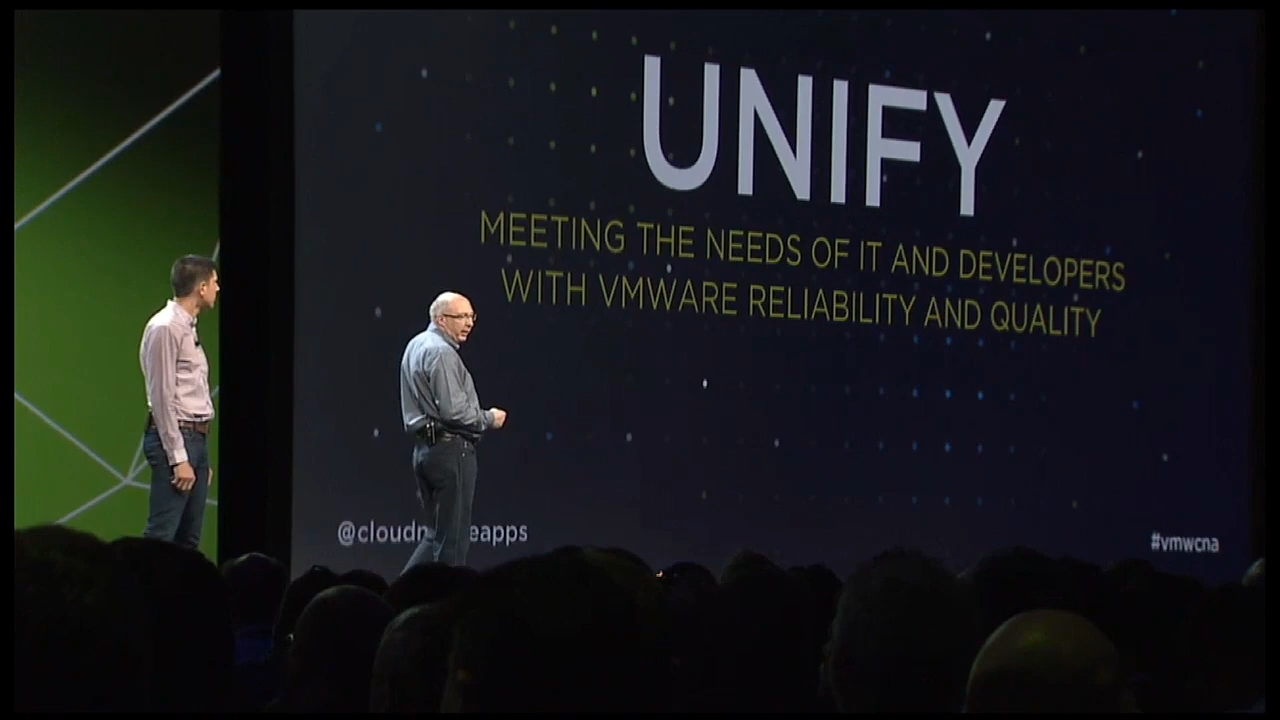 UNIFY
MEETING THE NEEDS OF IT AND DEVELOPERS
WITH VMWARE RELIABILITY AND QUALITY
#vmwcna